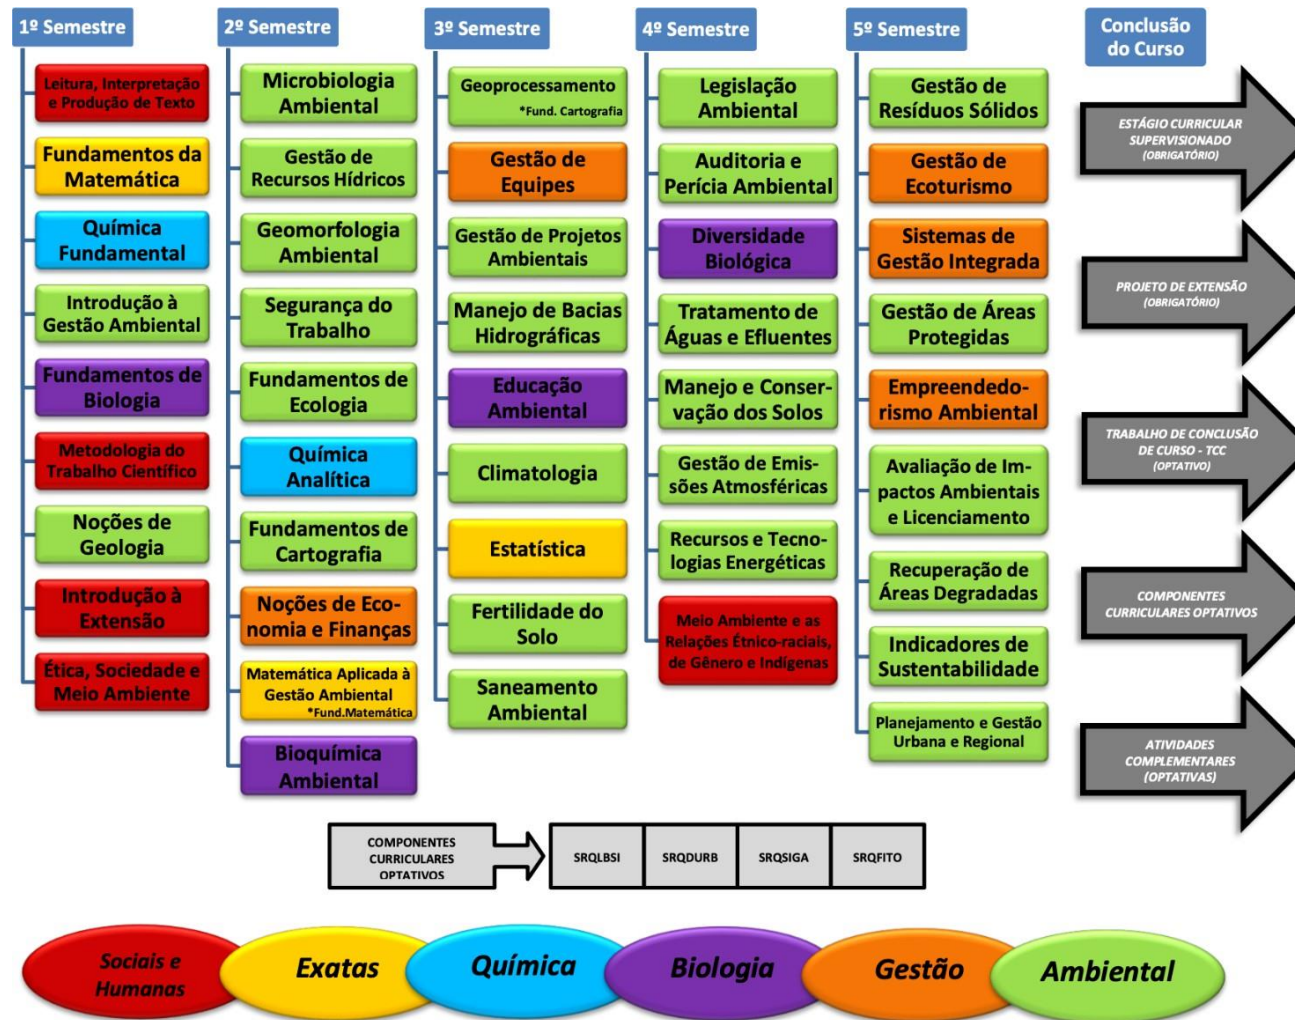 1º Semestre
Leitura, Interpretação
e Produção de Texto
Fundamentos da
Matemática
Química
Fundamental
Introdução à
Gestão Ambiental
Fundamentos de
Biologia
Metodologia do
Trabalho Científico
Noções de
Geologia
Introdução à
Extensão
Ética, Sociedade e
Meio Ambiente
2º Semestre
Microbiologia
Ambiental
Gestão de
Recursos Hídricos
Geomorfologia
Ambiental
Segurança do
Trabalho
Fundamentos de
Ecologia
Química
Analítica
Fundamentos de
Cartografia
Noções de Eco-
nomia e Finanças
Matemática Aplicada à
Gestão Ambiental
*Fund.Matemática
Bioquímica
Ambiental
3º Semestre
Geoprocessamento
*Fund. Cartografia
Gestão de
Equipes
Gestão de Projetos
Ambientais
Manejo de Bacias
Hidrográficas
Educação
Ambiental
Climatologia
Estatística
Fertilidade do
Solo
Saneamento
Ambiental
4º Semestre
Legislação
Ambiental
Auditoria e
Perícia Ambiental
Diversidade
Biológica
Tratamento de
Águas e Efluentes
Manejo e Conser-
vação dos Solos
Gestão de Emis-
sões Atmosféricas
Recursos e Tecno-
logias Energéticas
Meio Ambiente e as
Relações Étnico-raciais,
de Gênero e Indígenas
5º Semestre
Gestão de
Resíduos Sólidos
Gestão de
Ecoturismo
Sistemas de
Gestão Integrada
Gestão de Áreas
Protegidas
Empreendedo-
rismo Ambiental
Avaliação de Im-
pactos Ambientais
e Licenciamento
Recuperação de
Áreas Degradadas
Indicadores de
Sustentabilidade
Planejamento e Gestão
Urbana e Regional
Conclusão
do Curso
ESTÁGIO CURRICULAR
SUPERVISIONADO
(OBRIGATÓRIO)
PROJETO DE EXTENSÃO
(OBRIGATÓRIO)
TRABALHO DE CONCLUSÃO
DE CURSO - TCC
(OPTATIVO)
COMPONENTES
CURRICULARES OPTATIVOS
ATIVIDADES
COMPLEMENTARES
(OPTATIVAS)
COMPONENTES
CURRICULARES
OPTATIVOS
SRQLBSI
SRQDURB
SRQSIGA
SRQFITO
Sociais e
Humanas
Exatas
Química
Biologia
Gestão
Ambiental